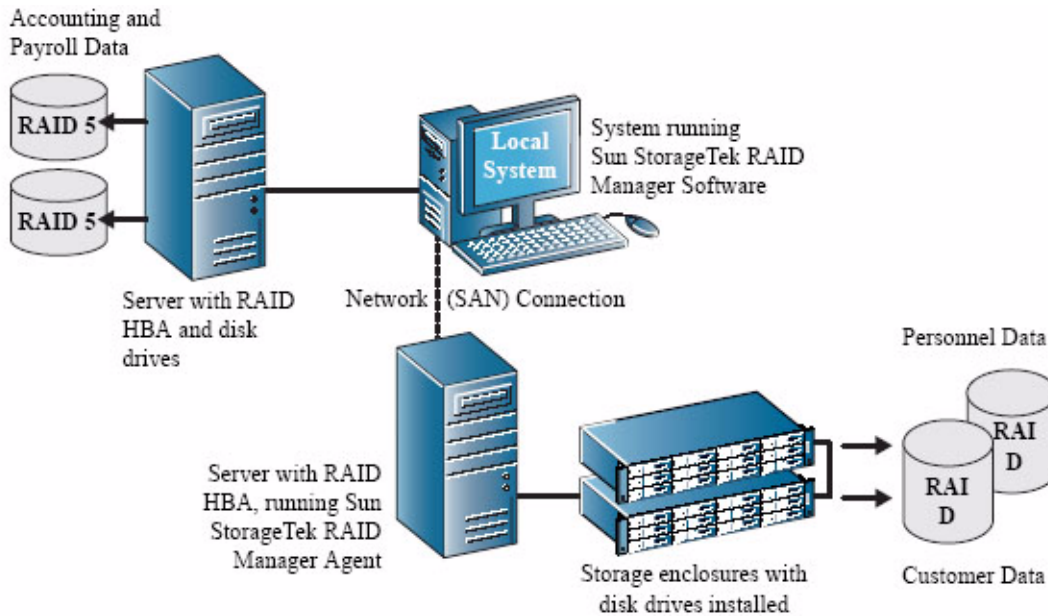 Accounting and
Payroll Data
RAID 5
RAID 5
Server with RAID
HBA and disk
drives
Local
System
System running
Sun StorageTek RAID
Manager Software
Network (SAN) Connection
Server with RAID
HBA, running Sun
StorageTek RAID
Manager Agent
Storage enclosures with
disk drives installed
Personnel Data
RAI
D
RAI
D
Customer Data